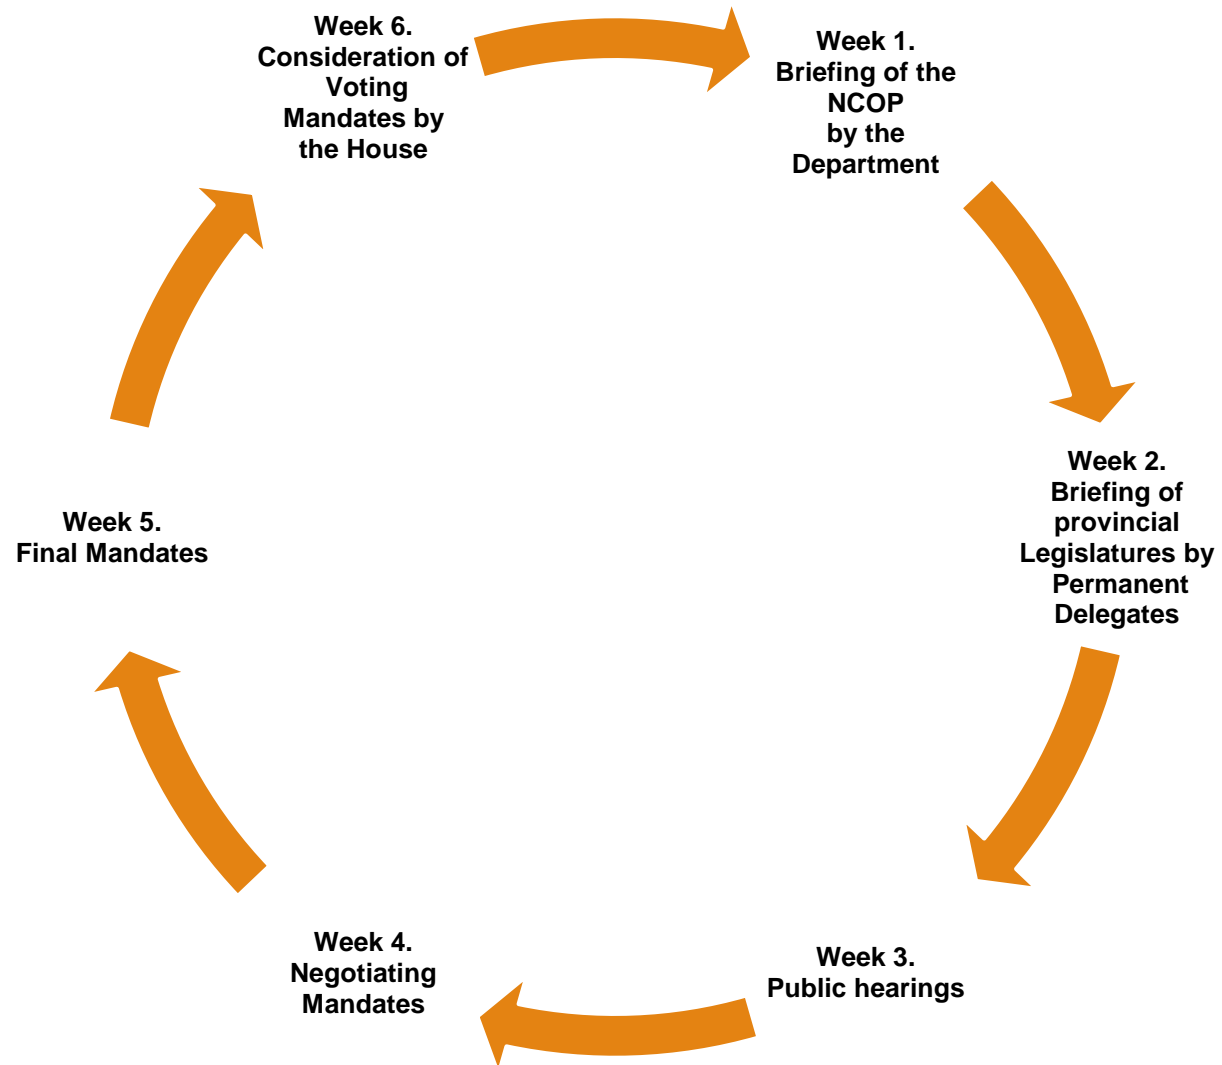 Week 1.
Briefing of the
NCOP
by the
Department
Week 2.
Briefing of
provincial
Legislatures by
Permanent
Delegates
Week 3.
Public hearings
Week 4.
Negotiating
Mandates
Week 5.
Final Mandates
Week 6.
Consideration of
Voting
Mandates by
the House